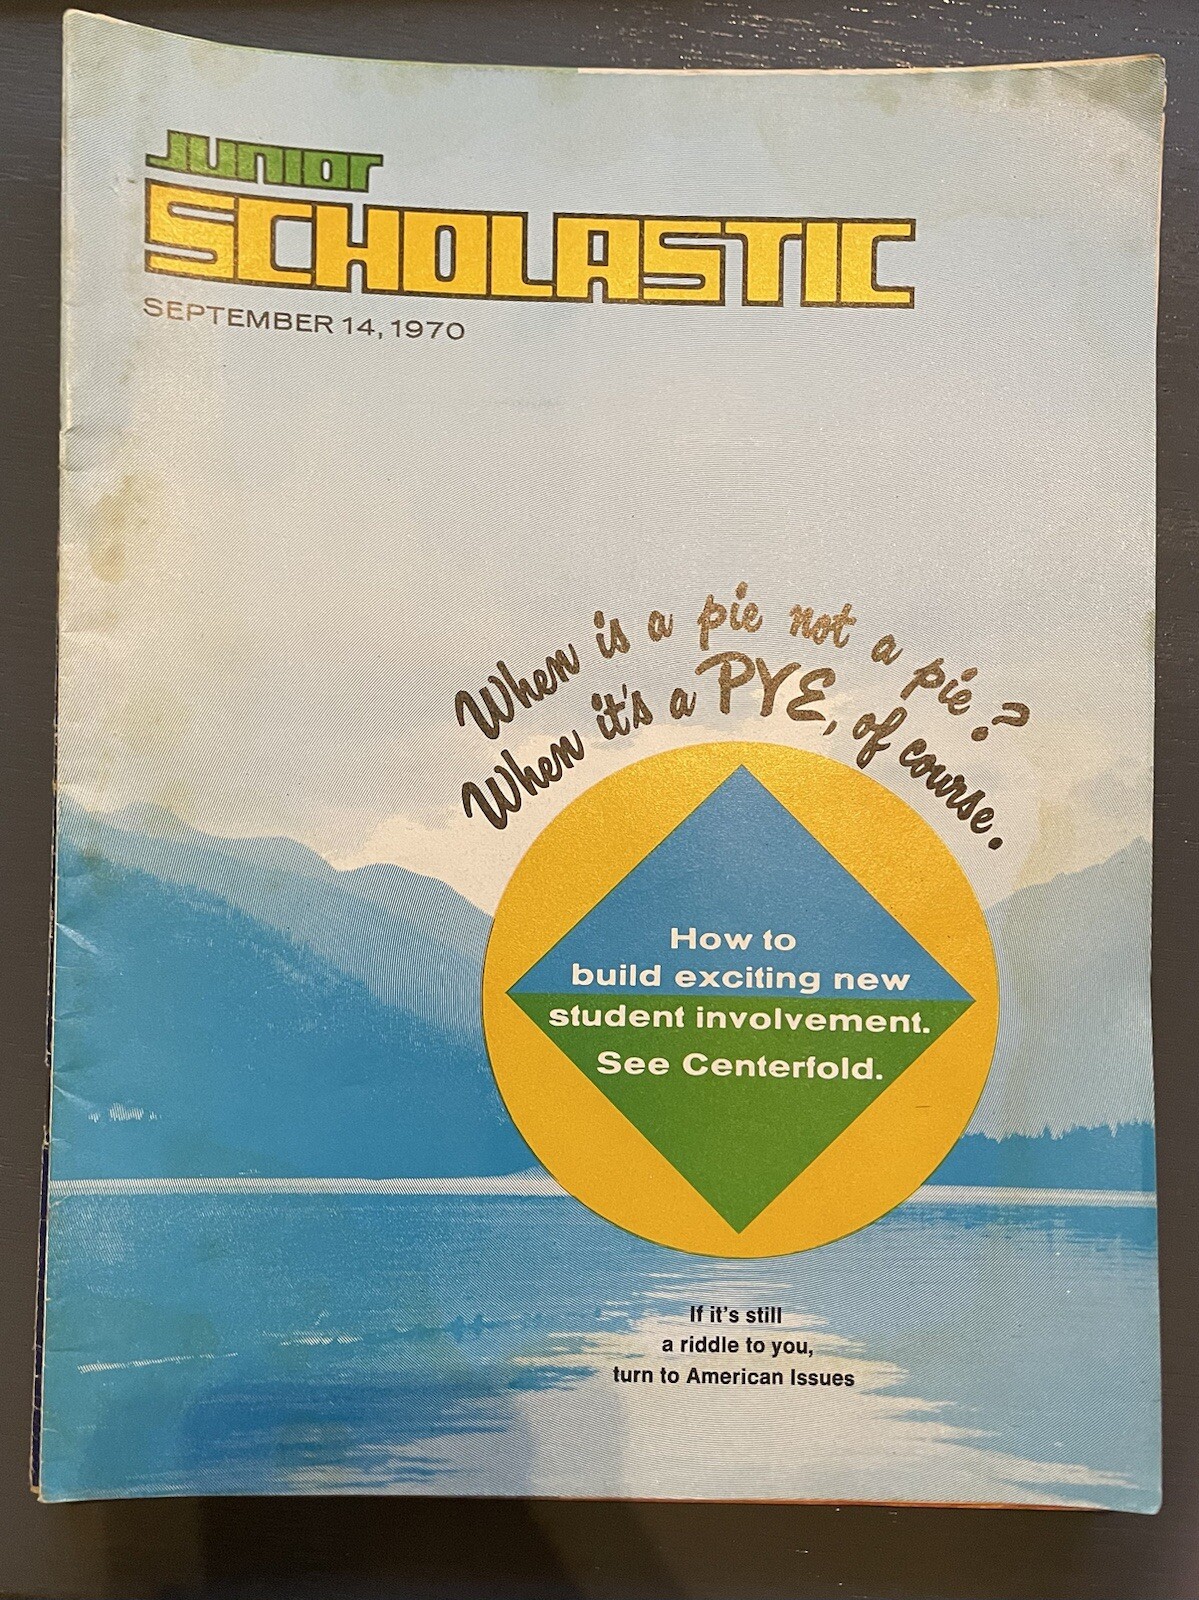 JUNIOR
SCHOLASTIC
SEPTEMBER 14, 1970
When is a pie not a pie?
When it's a PYE, of course.
How to
build exciting new
student involvement.
See Centerfold.
If it's still
a riddle to you,
turn to American Issues